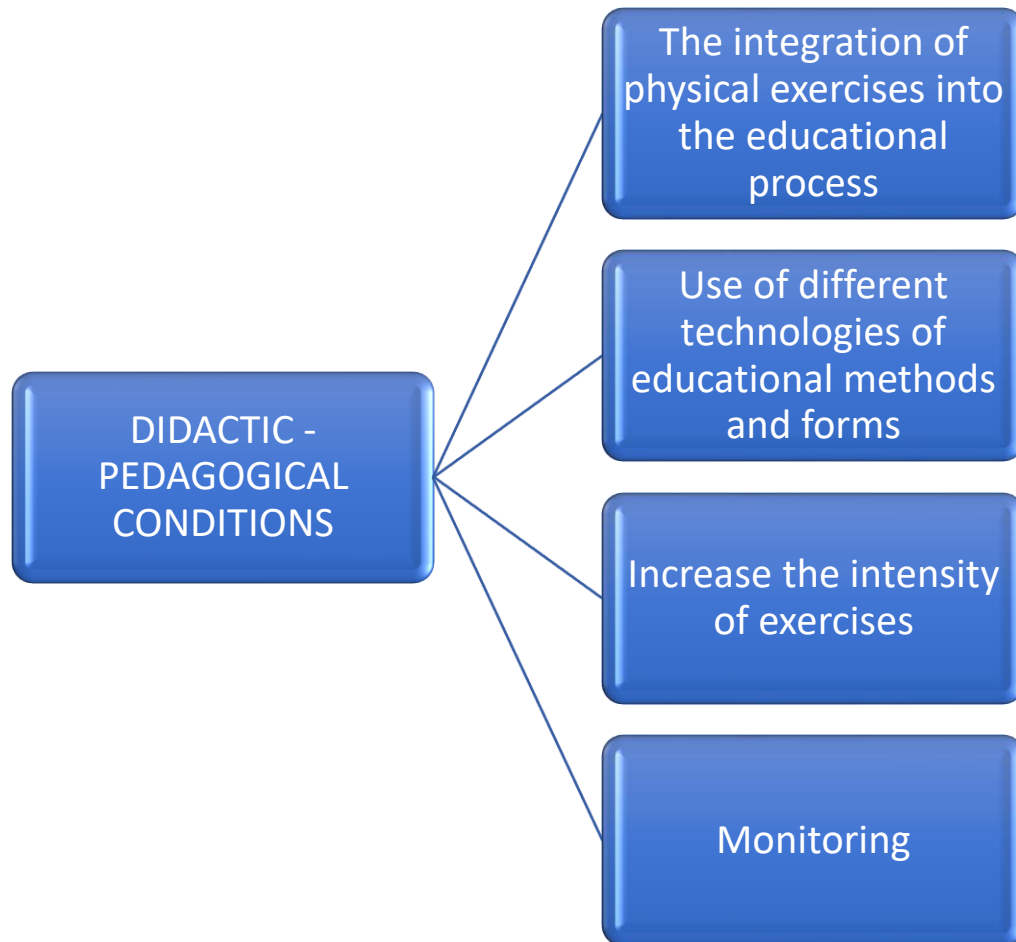 The integration of
physical exercises into
the educational
process
Use of different
technologies of
educational methods
and forms
DIDACTIC -
PEDAGOGICAL
CONDITIONS
Increase the intensity
of exercises
Monitoring